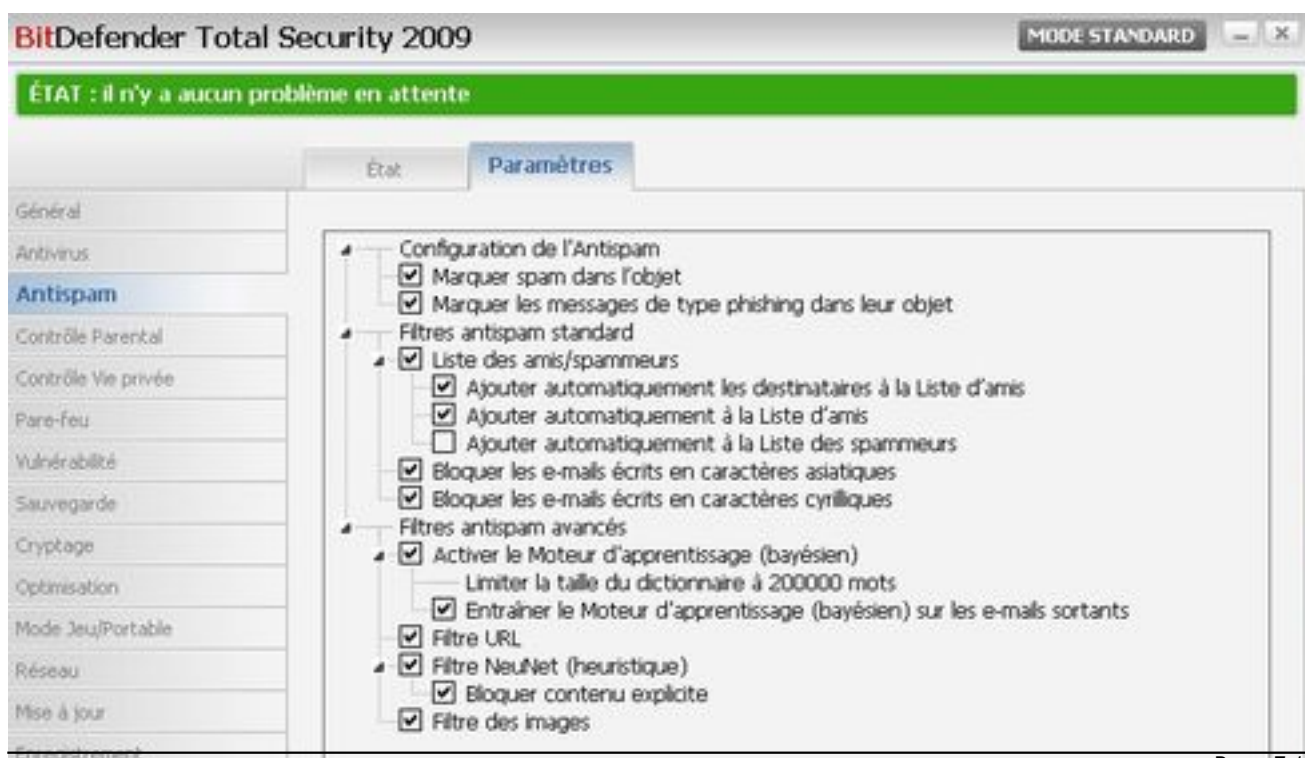 BitDefender Total Security 2009
MODE STANDARD
ÉTAT : il n'y a aucun problème en attente
État
Paramètres
Général
Antivirus
Antispam
Contrôle Parental
Contrôle Vie privée
Pare-feu
Vulnérabilité
Sauvegarde
Cryptage
Optimisation
Mode Jeu/Portable
Réseau
Mise à jour
Enregistrement
Configuration de l'Antispam
Marquer spam dans l'objet
Marquer les messages de type phishing dans leur objet
Filtres antispam standard
Liste des amis/spammeurs
Ajouter automatiquement les destinataires à la Liste d'amis
Ajouter automatiquement à la Liste d'amis
Ajouter automatiquement à la Liste des spammeurs
Bloquer les e-mails écrits en caractères asiatiques
Bloquer les e-mails écrits en caractères cyrilliques
Filtres antispam avancés
Activer le Moteur d'apprentissage (bayésien)
Limiter la taille du dictionnaire à 200000 mots
Entraîner le Moteur d'apprentissage (bayésien) sur les e-mails sortants
Filtre URL
Filtre NeuNet (heuristique)
Bloquer contenu explicite
Filtre des images